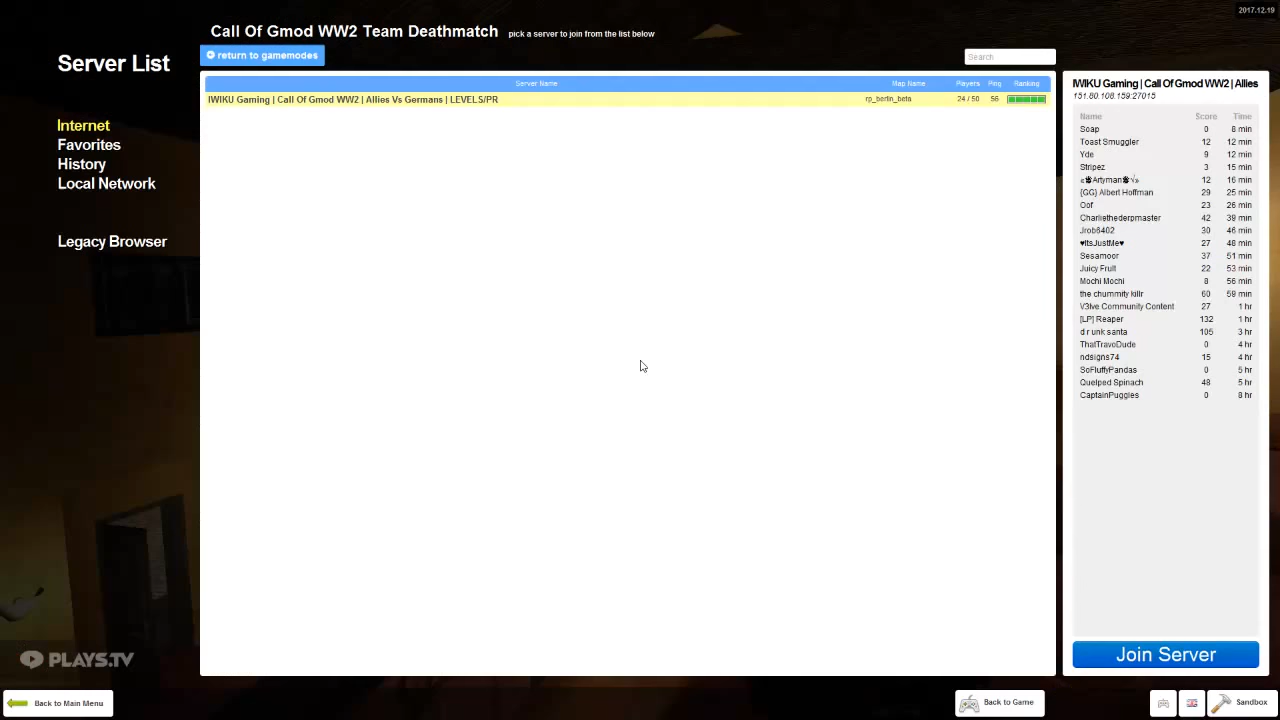 2017.12.19
Call Of Gmod WW2 Team Deathmatch pick a server to join from the list below
Server List
return to gamemodes
Search
Internet
Favorites
History
Local Network
Legacy Browser
Server Name Map Name Players Ping Ranking
IWIKU Gaming | Call Of Gmod WW2 | Allies Vs Germans | LEVELS/PR rp_berlin_beta 24 / 50 56
IWIKU Gaming | Call Of Gmod WW2 | Allies
151.80.108.159:27015
Name Score Time
Soap 0 8 min
Toast Smuggler 12 12 min
Yde 9 12 min
Stripez 3 15 min
Artyman 12 16 min
{GG} Albert Hoffman 29 25 min
Oof 23 26 min
Charliethederpmaster 42 39 min
Jrob6402 30 46 min
♥ItsJustMe♥ 27 48 min
Sesamoor 37 51 min
Juicy Fruit 22 53 min
Mochi Mochi 8 56 min
the chummity killr 60 59 min
V3lve Community Content 27 1 hr
[LP] Reaper 132 1 hr
d r unk santa 105 3 hr
ThatTravoDude 0 4 hr
ndsigns74 15 4 hr
SoFluffyPandas 0 5 hr
Quelped Spinach 48 5 hr
CaptainPuggles 0 8 hr
Join Server
PLAYS.TV
Back to Main Menu
Back to Game
Sandbox